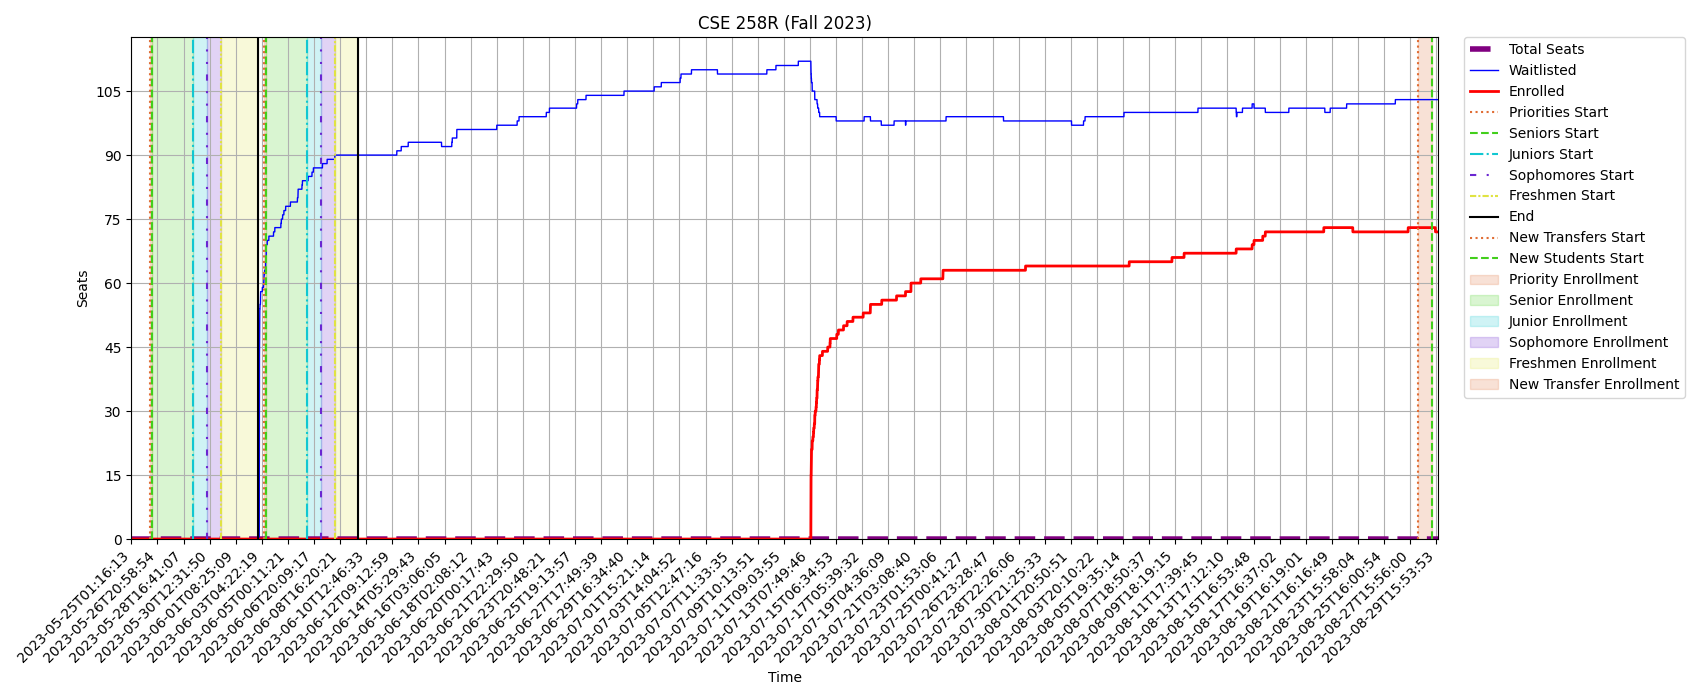 CSE 258R (Fall 2023)
Seats
105
90
75
60
45
30
15
0
2023-05-25T01:16:13
2023-05-26T20:58:54
2023-05-28T16:41:07
2023-05-30T12:31:50
2023-06-01T08:25:09
2023-06-03T04:22:19
2023-06-05T00:11:21
2023-06-06T20:09:17
2023-06-08T16:20:21
2023-06-10T12:46:33
2023-06-12T09:12:59
2023-06-14T05:29:43
2023-06-16T03:06:05
2023-06-18T02:08:12
2023-06-20T00:17:43
2023-06-21T22:29:50
2023-06-23T20:48:21
2023-06-25T19:13:57
2023-06-27T17:49:39
2023-06-29T16:34:40
2023-07-01T15:21:14
2023-07-03T14:04:52
2023-07-05T12:47:16
2023-07-07T11:33:35
2023-07-09T10:13:51
2023-07-11T09:03:55
2023-07-13T07:49:46
2023-07-15T06:34:53
2023-07-17T05:39:32
2023-07-19T04:36:09
2023-07-21T03:08:40
2023-07-23T01:53:06
2023-07-25T00:41:27
2023-07-26T23:28:47
2023-07-28T22:26:06
2023-07-30T21:25:33
2023-08-01T20:50:51
2023-08-03T20:10:22
2023-08-05T19:35:14
2023-08-07T18:50:37
2023-08-09T18:19:15
2023-08-11T17:39:45
2023-08-13T17:12:10
2023-08-15T16:53:48
2023-08-17T16:37:02
2023-08-19T16:19:01
2023-08-21T16:16:49
2023-08-23T15:58:04
2023-08-25T16:00:54
2023-08-27T15:56:00
2023-08-29T15:53:53
Time
Total Seats
Waitlisted
Enrolled
Priorities Start
Seniors Start
Juniors Start
Sophomores Start
Freshmen Start
End
New Transfers Start
New Students Start
Priority Enrollment
Senior Enrollment
Junior Enrollment
Sophomore Enrollment
Freshmen Enrollment
New Transfer Enrollment